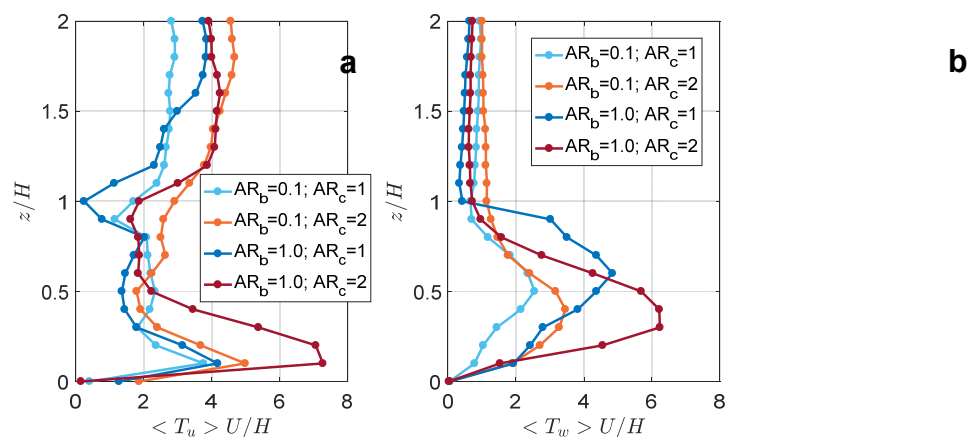 2
1.5
1
0.5
0
z/H
0 2 4 6 8
< T_u > U/H
a
AR_b=0.1; AR_c=1
AR_b=0.1; AR_c=2
AR_b=1.0; AR_c=1
AR_b=1.0; AR_c=2
2
1.5
1
0.5
0
z/H
0 2 4 6 8
< T_w > U/H
AR_b=0.1; AR_c=1
AR_b=0.1; AR_c=2
AR_b=1.0; AR_c=1
AR_b=1.0; AR_c=2
b